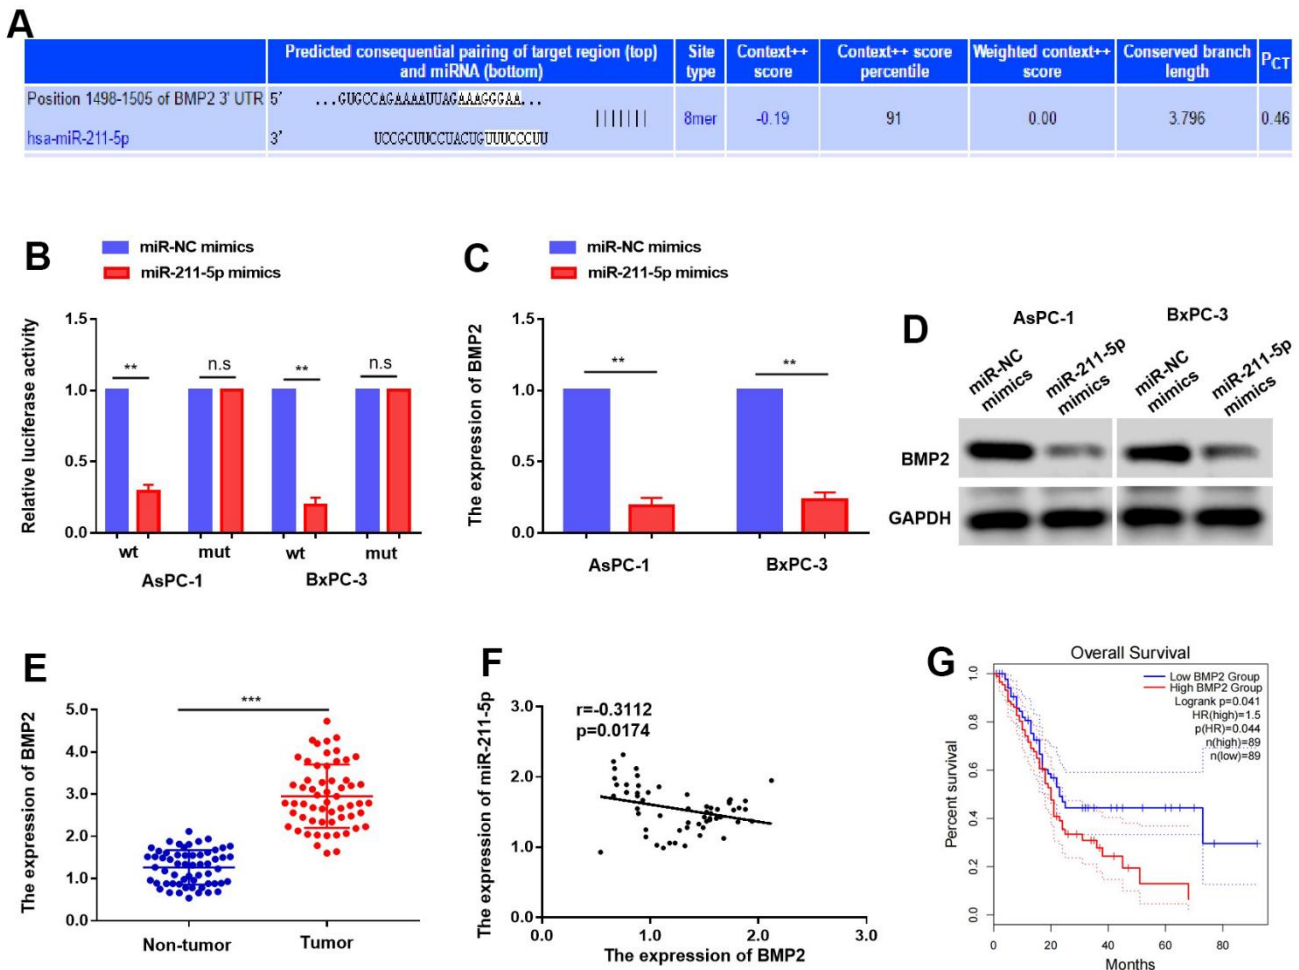 A
Predicted consequential pairing of target region (top)
and miRNA (bottom)
Site
type
Context++
score
Context++ score
percentile
Weighted context++
score
Conserved branch
length
PCT
Position 1498-1505 of BMP2 3' UTR
5' ...GUGCCAGAAAAUUAGAAAGGGAA...
8mer
-0.19
91
0.00
3.796
0.46
hsa-miR-211-5p
3' UCCGCUUCCUACUGUUUCCCUU
B
miR-NC mimics
miR-211-5p mimics
Relative luciferase activity
1.5
1.0
0.5
0.0
**
n.s
**
n.s
wt
mut
wt
mut
AsPC-1
BxPC-3
C
miR-NC mimics
miR-211-5p mimics
The expression of BMP2
1.5
1.0
0.5
0.0
**
**
AsPC-1
BxPC-3
D
AsPC-1
BxPC-3
miR-NC
mimics
miR-211-5p
mimics
miR-NC
mimics
miR-211-5p
mimics
BMP2
GAPDH
E
The expression of BMP2
5.0
4.0
3.0
2.0
1.0
0.0
***
Non-tumor
Tumor
F
The expression of miR-211-5p
3.0
2.0
1.0
0.0
r=-0.3112
p=0.0174
0.0
1.0
2.0
3.0
The expression of BMP2
G
Overall Survival
Low BMP2 Group
High BMP2 Group
Logrank p=0.041
HR(high)=1.5
p(HR)=0.044
n(high)=89
n(low)=89
Percent survival
1.0
0.8
0.6
0.4
0.2
0.0
0
20
40
60
80
Months